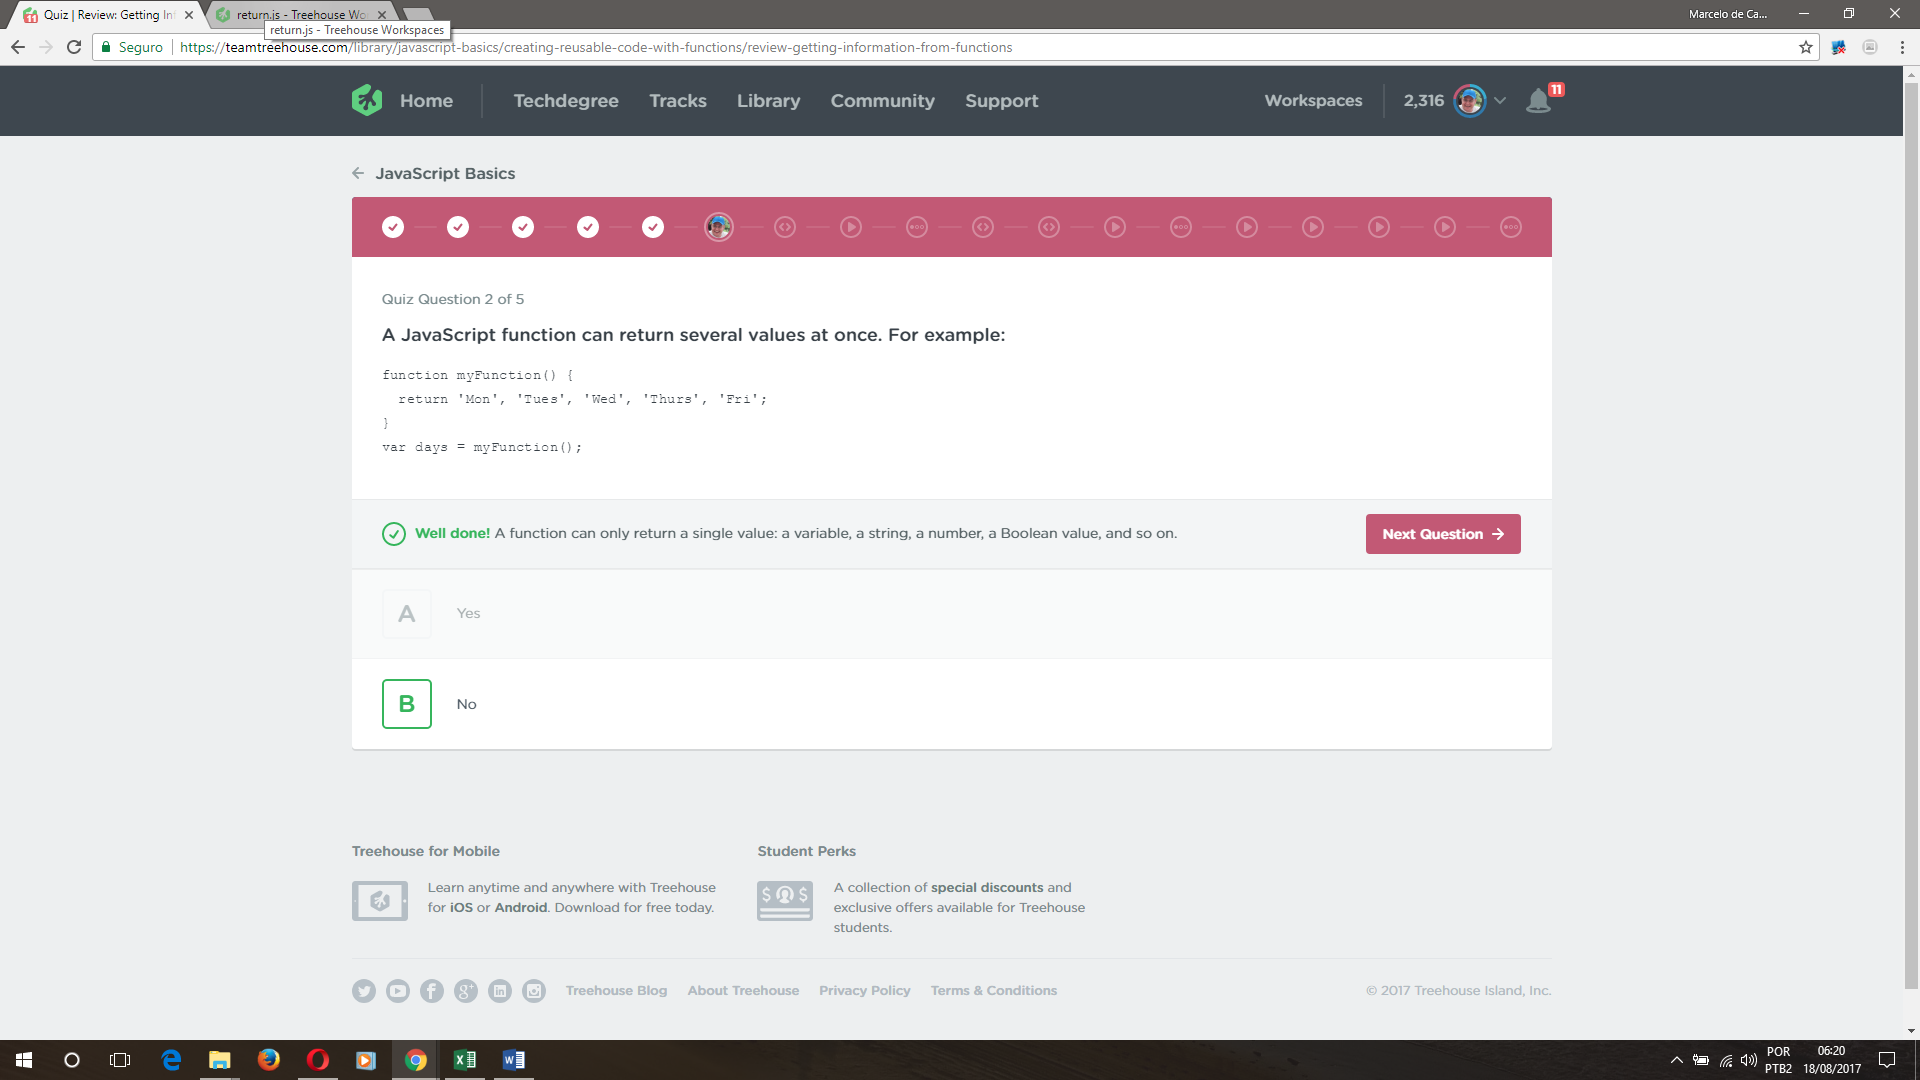 Quiz | Review: Getting In
return.js - Treehouse Wo
Marcelo de Ca...
return.js - Treehouse Workspaces
Seguro
https://teamtreehouse.com/library/javascript-basics/creating-reusable-code-with-functions/review-getting-information-from-functions
Home
Techdegree
Tracks
Library
Community
Support
Workspaces
2,316
11
JavaScript Basics
Quiz Question 2 of 5
A JavaScript function can return several values at once. For example:
function myFunction() {
return 'Mon', 'Tues', 'Wed', 'Thurs', 'Fri';
}
var days = myFunction();
Well done! A function can only return a single value: a variable, a string, a number, a Boolean value, and so on.
Next Question
A
Yes
B
No
Treehouse for Mobile
Learn anytime and anywhere with Treehouse
for iOS or Android. Download for free today.
Student Perks
A collection of special discounts and
exclusive offers available for Treehouse
students.
Treehouse Blog
About Treehouse
Privacy Policy
Terms & Conditions
© 2017 Treehouse Island, Inc.
POR
PTB2
06:20
18/08/2017